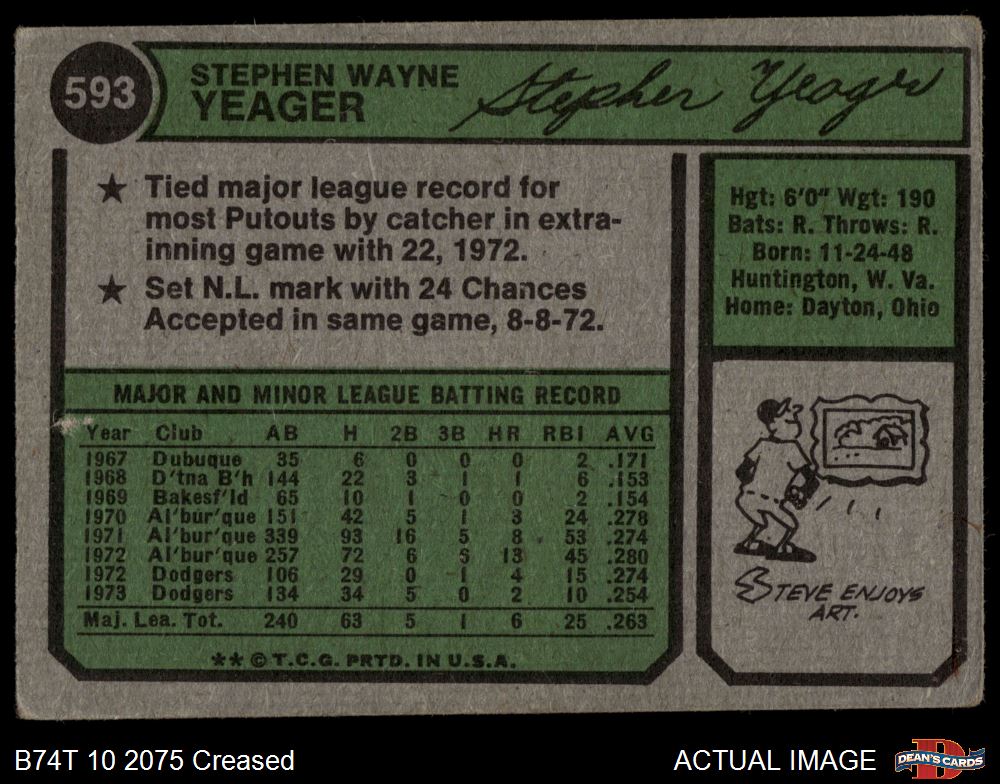 593
STEPHEN WAYNE
YEAGER
Stephen Yeager
★ Tied major league record for
most Putouts by catcher in extra-
inning game with 22, 1972.
★ Set N.L. mark with 24 Chances
Accepted in same game, 8-8-72.
Hgt: 6'0" Wgt: 190
Bats: R. Throws: R.
Born: 11-24-48
Huntington, W. Va.
Home: Dayton, Ohio
MAJOR AND MINOR LEAGUE BATTING RECORD
Year Club AB H 2B 3B HR RBI AVG
1967 Dubuque 35 6 0 0 0 2 .171
1968 D'tna B'h 144 22 3 1 1 6 .153
1969 Bakesf'ld 65 10 1 0 0 2 .154
1970 Al'bur'que 151 42 5 1 3 24 .278
1971 Al'bur'que 339 93 16 5 8 53 .274
1972 Al'bur'que 257 72 6 5 13 45 .280
1972 Dodgers 106 29 0 1 4 15 .274
1973 Dodgers 134 34 5 0 2 10 .254
Maj. Lea. Tot. 240 63 5 1 6 25 .263
** © T.C.G. PRTD. IN U.S.A.
STEVE ENJOYS
ART.
B74T 10 2075 Creased
ACTUAL IMAGE
DEAN'S CARDS